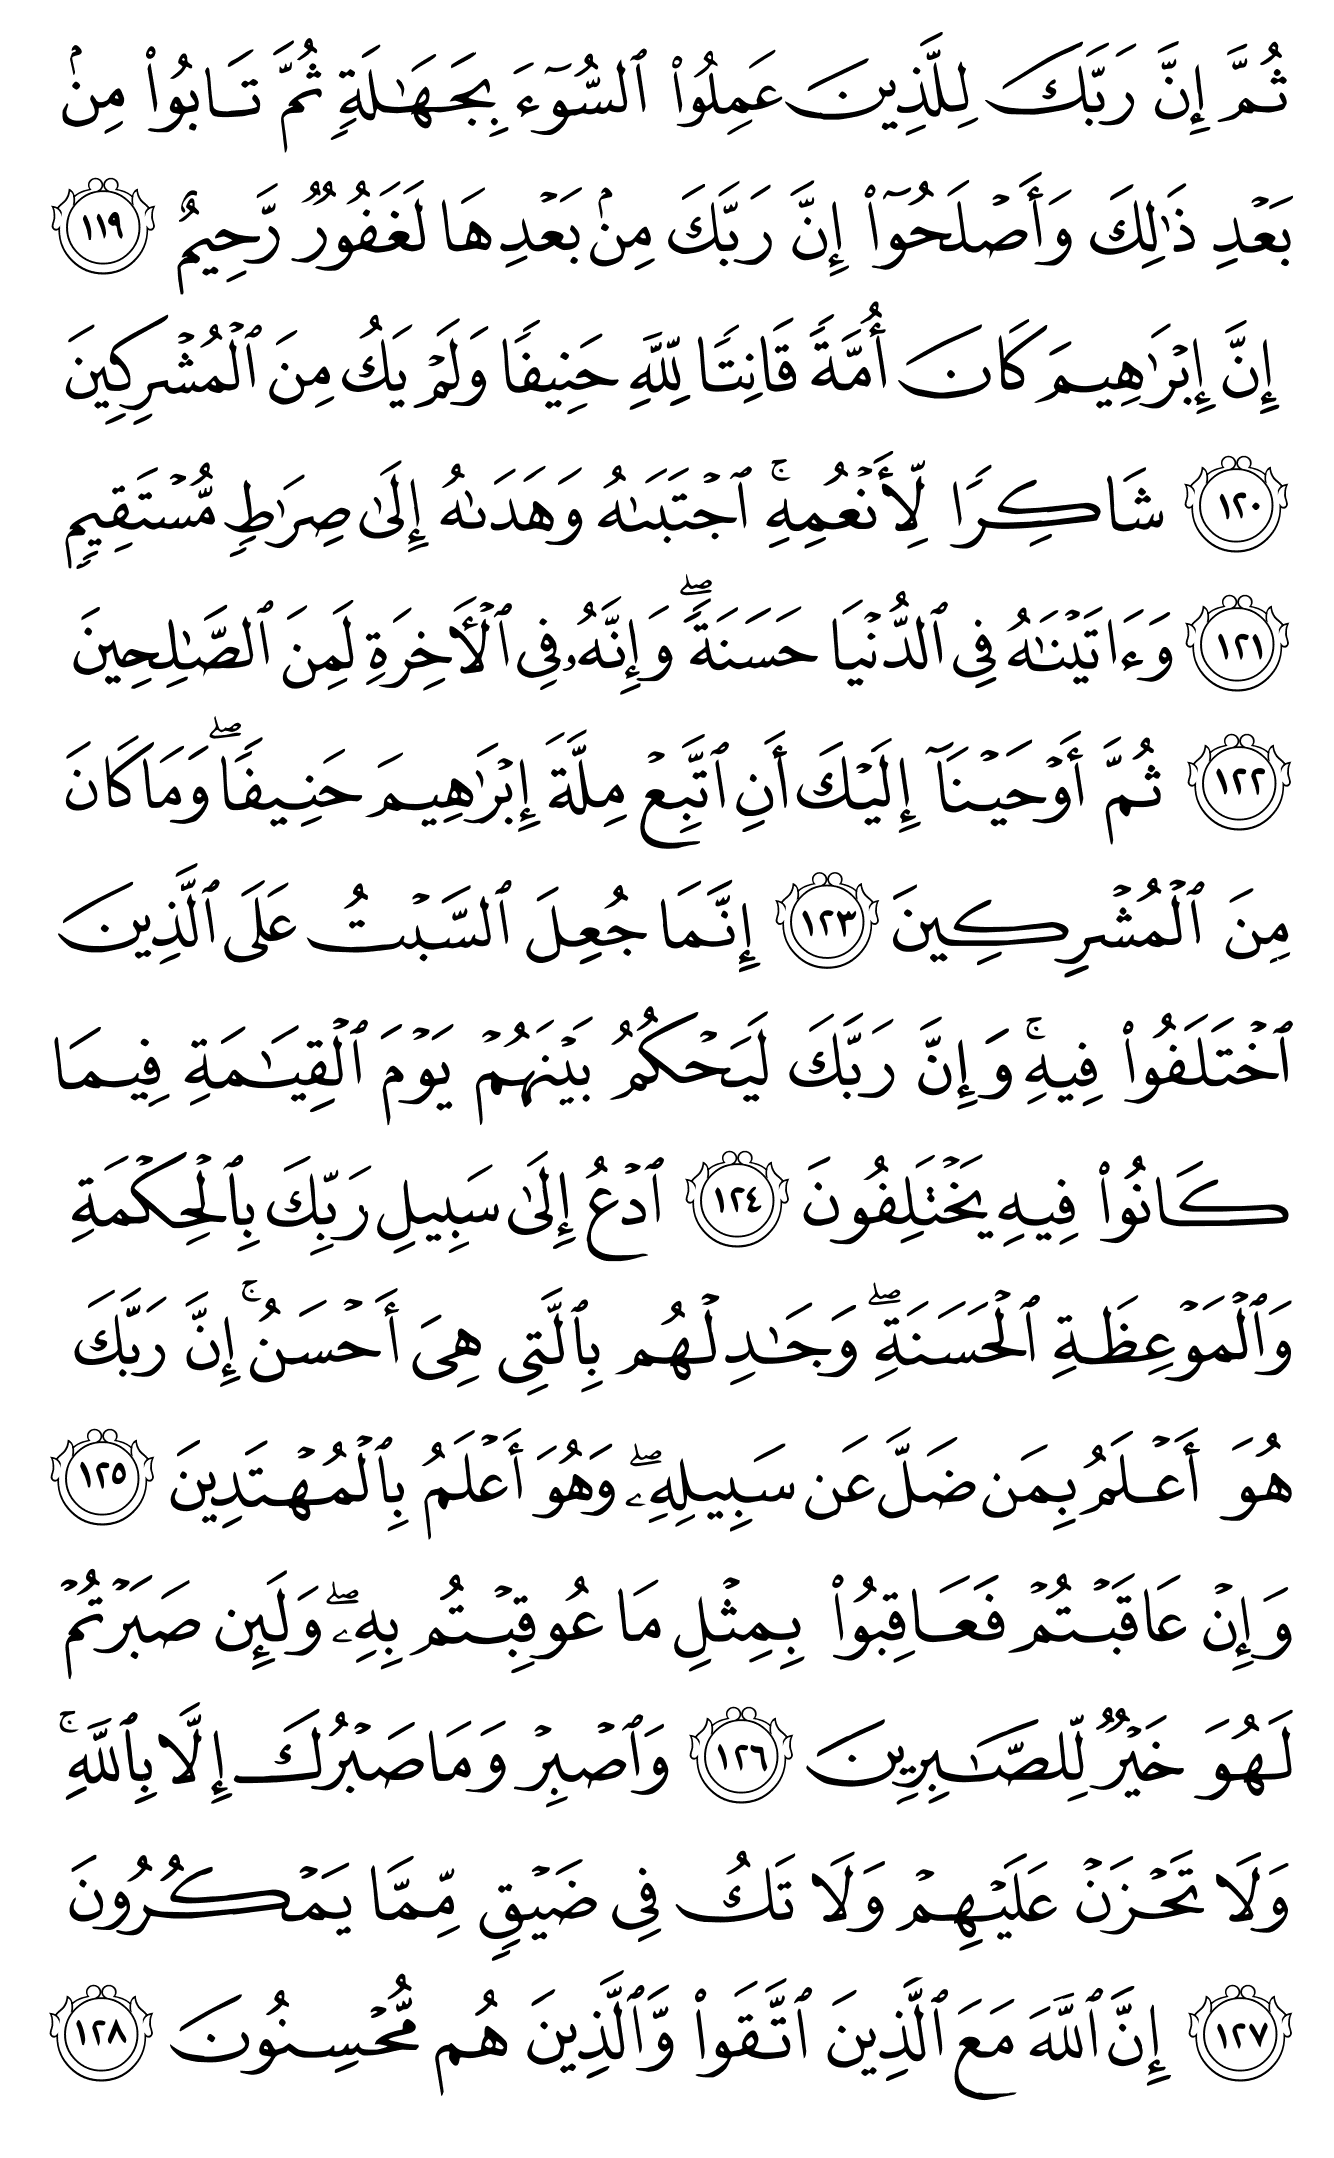 ثُمَّ إِنَّ رَبَّكَ لِلَّذِينَ عَمِلُوا۟ ٱلسُّوٓءَ بِجَهَـٰلَةٍ ثُمَّ تَابُوا۟ مِنۢ
بَعْدِ ذَٰلِكَ وَأَصْلَحُوٓا۟ إِنَّ رَبَّكَ مِنۢ بَعْدِهَا لَغَفُورٌ رَّحِيمٌ ١١٩
إِنَّ إِبْرَٰهِيمَ كَانَ أُمَّةً قَانِتًا لِّلَّهِ حَنِيفًا وَلَمْ يَكُ مِنَ ٱلْمُشْرِكِينَ
١٢٠ شَاكِرًا لِّأَنْعُمِهِ ۚ ٱجْتَبَىٰهُ وَهَدَىٰهُ إِلَىٰ صِرَٰطٍ مُّسْتَقِيمٍ
١٢١ وَءَاتَيْنَـٰهُ فِى ٱلدُّنْيَا حَسَنَةً ۖ وَإِنَّهُۥ فِى ٱلْـَٔاخِرَةِ لَمِنَ ٱلصَّـٰلِحِينَ
١٢٢ ثُمَّ أَوْحَيْنَآ إِلَيْكَ أَنِ ٱتَّبِعْ مِلَّةَ إِبْرَٰهِيمَ حَنِيفًا ۖ وَمَا كَانَ
مِنَ ٱلْمُشْرِكِينَ ١٢٣ إِنَّمَا جُعِلَ ٱلسَّبْتُ عَلَى ٱلَّذِينَ
ٱخْتَلَفُوا۟ فِيهِ ۚ وَإِنَّ رَبَّكَ لَيَحْكُمُ بَيْنَهُمْ يَوْمَ ٱلْقِيَـٰمَةِ فِيمَا
كَانُوا۟ فِيهِ يَخْتَلِفُونَ ١٢٤ ٱدْعُ إِلَىٰ سَبِيلِ رَبِّكَ بِٱلْحِكْمَةِ
وَٱلْمَوْعِظَةِ ٱلْحَسَنَةِ ۖ وَجَـٰدِلْهُم بِٱلَّتِى هِىَ أَحْسَنُ ۚ إِنَّ رَبَّكَ
هُوَ أَعْلَمُ بِمَن ضَلَّ عَن سَبِيلِهِۦ ۖ وَهُوَ أَعْلَمُ بِٱلْمُهْتَدِينَ ١٢٥
وَإِنْ عَاقَبْتُمْ فَعَاقِبُوا۟ بِمِثْلِ مَا عُوقِبْتُم بِهِۦ ۖ وَلَئِن صَبَرْتُمْ
لَهُوَ خَيْرٌ لِّلصَّـٰبِرِينَ ١٢٦ وَٱصْبِرْ وَمَا صَبْرُكَ إِلَّا بِٱللَّهِ ۚ
وَلَا تَحْزَنْ عَلَيْهِمْ وَلَا تَكُ فِى ضَيْقٍ مِّمَّا يَمْكُرُونَ
١٢٧ إِنَّ ٱللَّهَ مَعَ ٱلَّذِينَ ٱتَّقَوا۟ وَّٱلَّذِينَ هُم مُّحْسِنُونَ ١٢٨